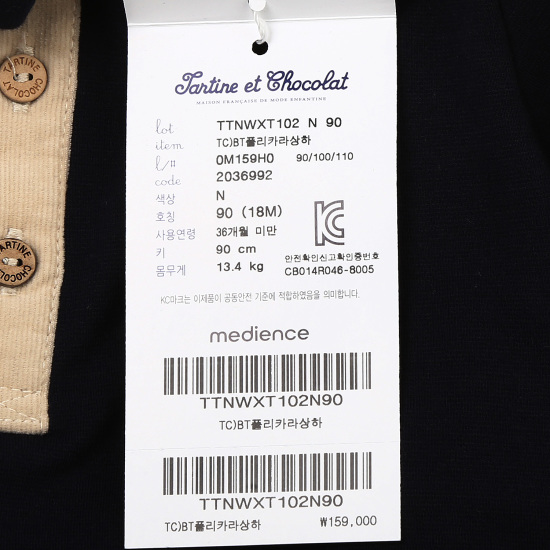 TARTINE ET CHOCOLAT
Tartine et Chocolat
MAISON FRANÇAISE DE MODE ENFANTINE
lot TTNWXT102 N 90
item TC)BT폴리카라상하
l/# 0M159H0 90/100/110
code 2036992
색상 N
호칭 90 (18M)
사용연령 36개월 미만
키 90 cm
몸무게 13.4 kg
안전확인신고확인증번호
CB014R046-8005
KC마크는 이제품이 공동안전 기준에 적합하였음을 의미합니다.
medience
TTNWXT102N90
TC)BT폴리카라상하
TARTINE CHOCOLAT
TTNWXT102N90
TC)BT폴리카라상하 ₩159,000